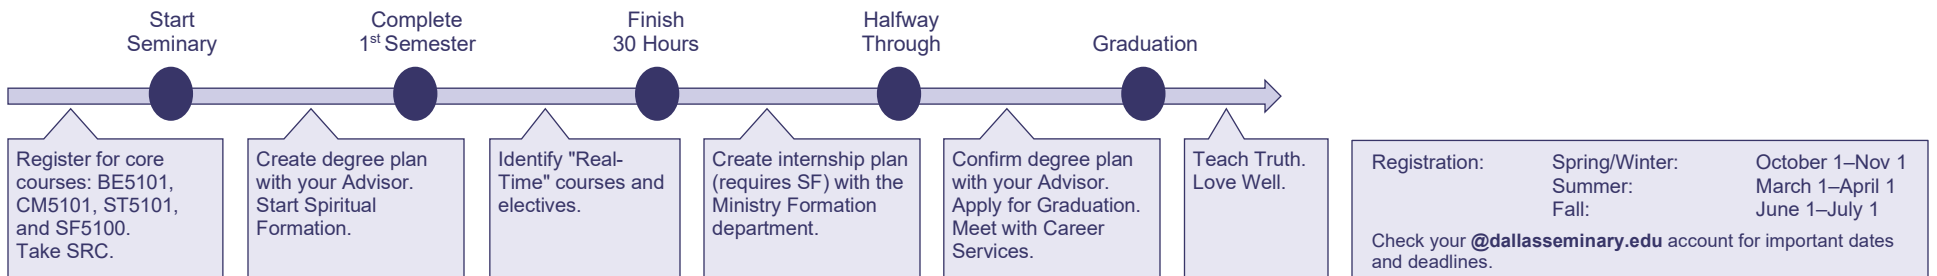 Start
Seminary
Complete
1st Semester
Finish
30 Hours
Halfway
Through
Graduation
Register for core
courses: BE5101,
CM5101, ST5101,
and SF5100.
Take SRC.
Create degree plan
with your Advisor.
Start Spiritual
Formation.
Identify "Real-
Time" courses and
electives.
Create internship plan
(requires SF) with the
Ministry Formation
department.
Confirm degree plan
with your Advisor.
Apply for Graduation.
Meet with Career
Services.
Teach Truth.
Love Well.
Registration: Spring/Winter: October 1–Nov 1
Summer: March 1–April 1
Fall: June 1–July 1
Check your @dallasseminary.edu account for important dates
and deadlines.